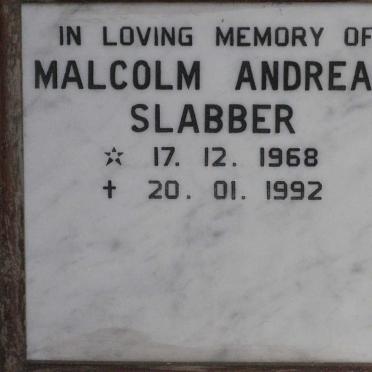 IN LOVING MEMORY OF
MALCOLM ANDREA
SLABBER
☆ 17. 12. 1968
✝ 20. 01. 1992